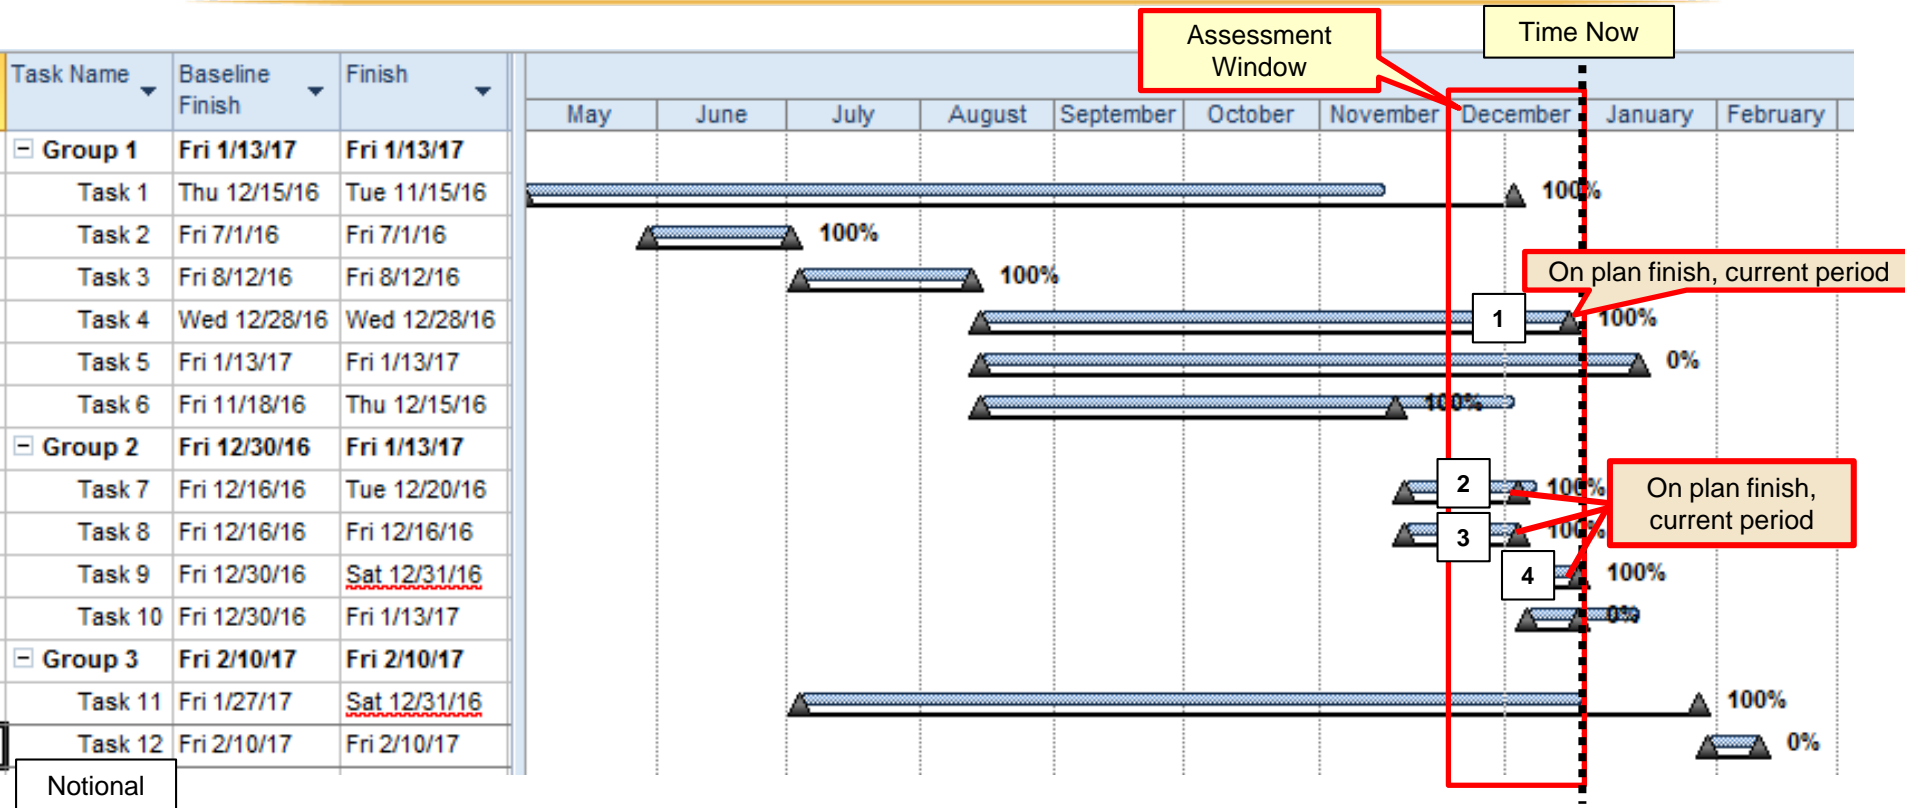 Assessment
Window
Time Now
Task Name Baseline
Finish Finish
May June July August September October November December January February
Group 1 Fri 1/13/17 Fri 1/13/17
Task 1 Thu 12/15/16 Tue 11/15/16 100%
Task 2 Fri 7/1/16 Fri 7/1/16 100%
Task 3 Fri 8/12/16 Fri 8/12/16 100%
On plan finish, current period
Task 4 Wed 12/28/16 Wed 12/28/16 1 100%
Task 5 Fri 1/13/17 Fri 1/13/17 0%
Task 6 Fri 11/18/16 Thu 12/15/16 100%
Group 2 Fri 12/30/16 Fri 1/13/17
Task 7 Fri 12/16/16 Tue 12/20/16 2 100%
On plan finish,
current period
Task 8 Fri 12/16/16 Fri 12/16/16 3 100%
Task 9 Fri 12/30/16 Sat 12/31/16 4 100%
Task 10 Fri 12/30/16 Fri 1/13/17 0%
Group 3 Fri 2/10/17 Fri 2/10/17
Task 11 Fri 1/27/17 Sat 12/31/16 100%
Task 12 Fri 2/10/17 Fri 2/10/17 0%
Notional